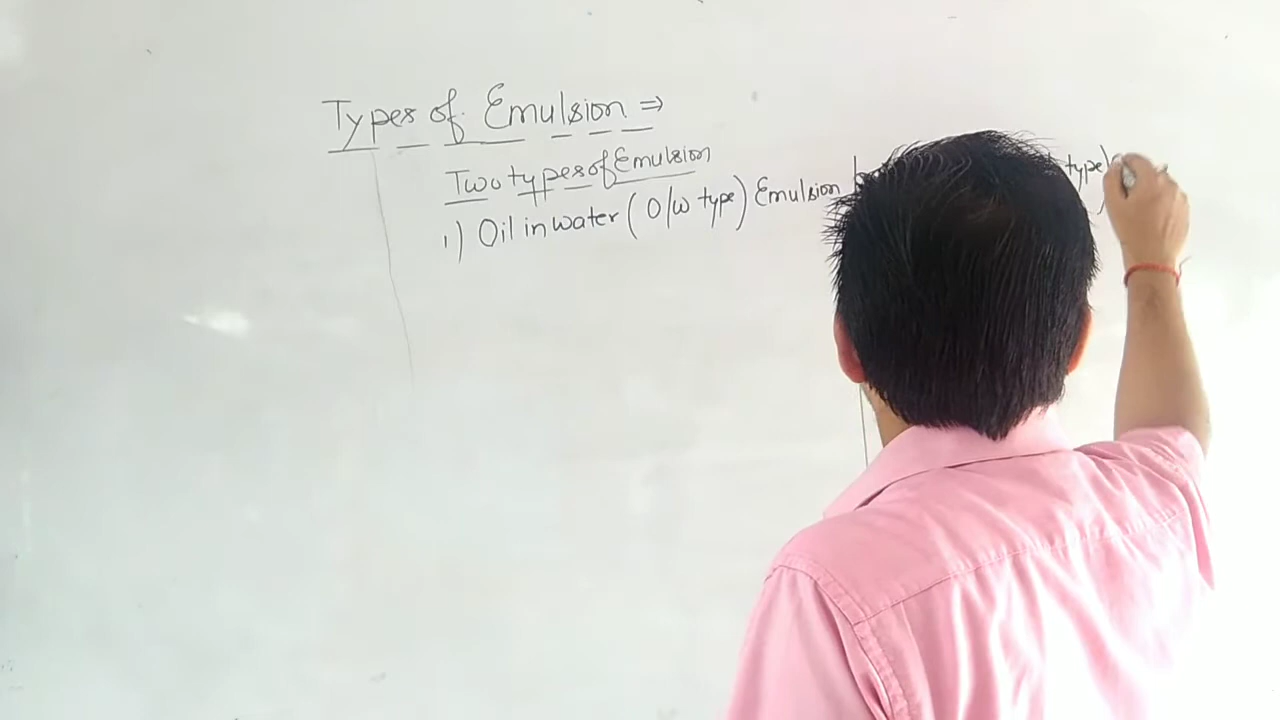 Types of Emulsion ⇒
Two types of Emulsion
1) Oil in water ( O/W type ) Emulsion type)